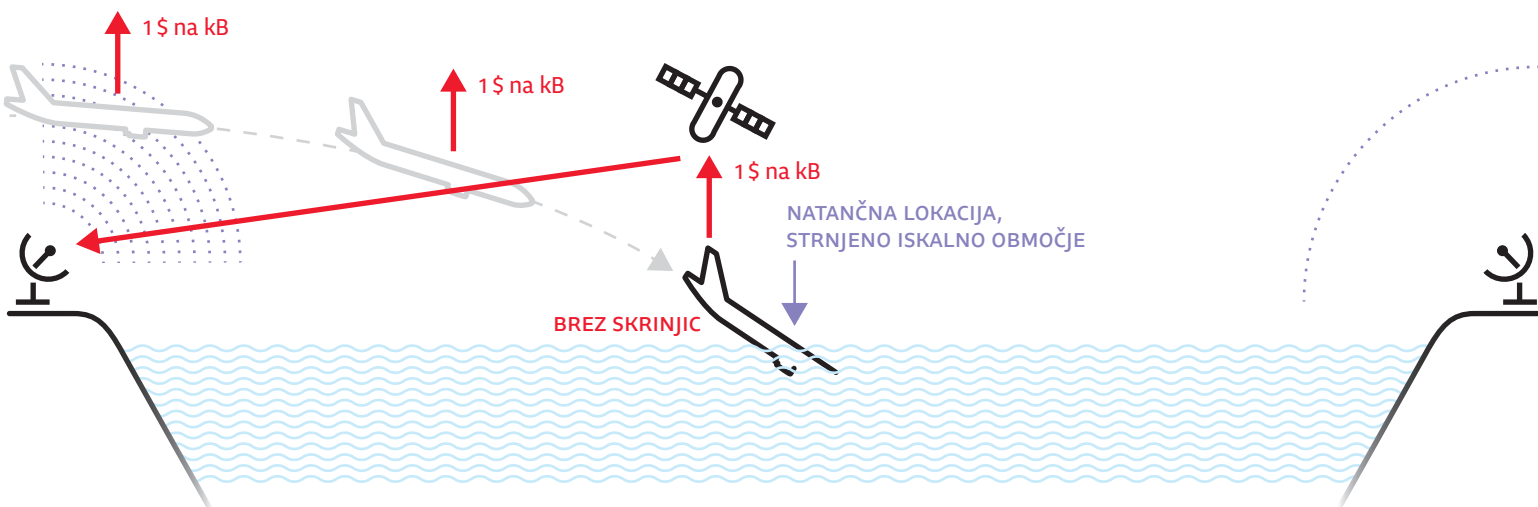 1 $ na kB
1 $ na kB
1 $ na kB
NATANČNA LOKACIJA,
STRNJENO ISKALNO OBMOČJE
BREZ SKRINJIC